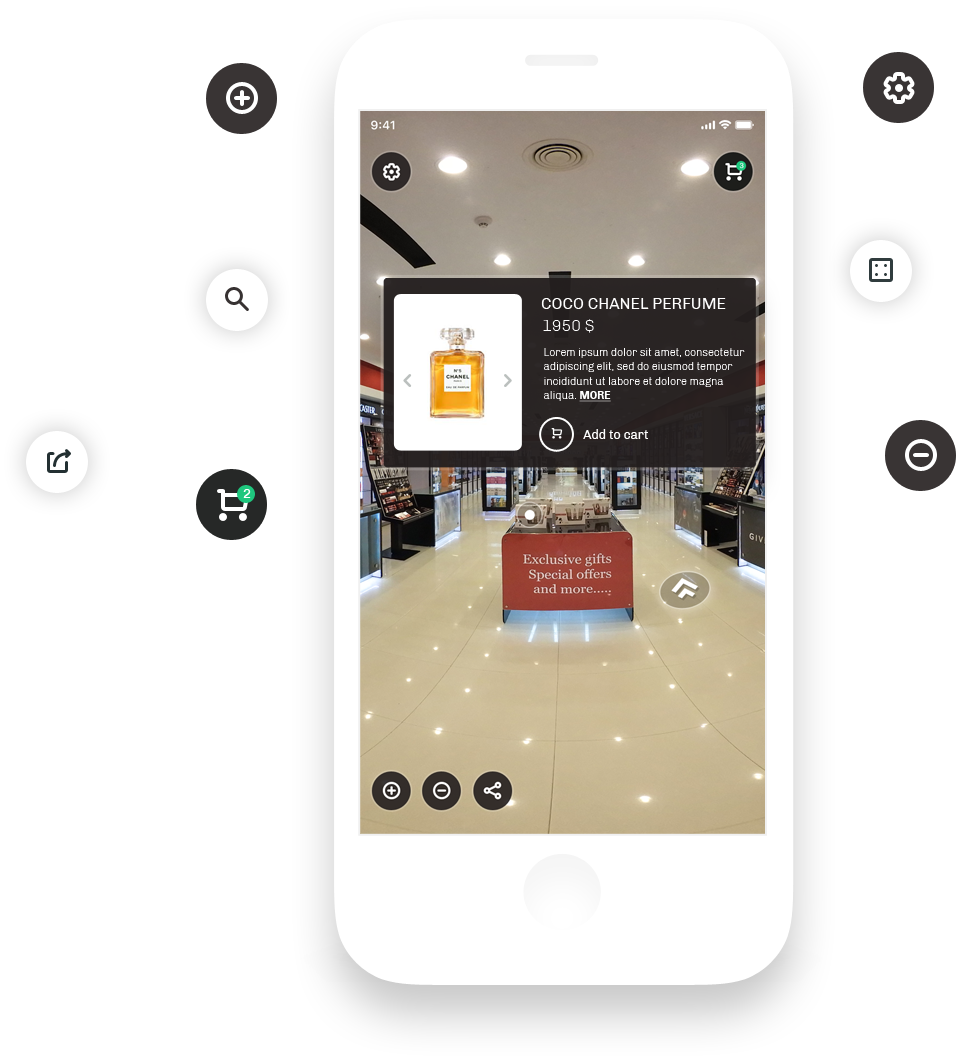 9:41
3
COCO CHANEL PERFUME
1950 $
Lorem ipsum dolor sit amet, consectetur
adipiscing elit, sed do eiusmod tempor
incididunt ut labore et dolore magna
aliqua. MORE
N°5
CHANEL
PARIS
EAU DE PARFUM
Add to cart
2
Exclusive gifts
Special offers
and more.....
GIV